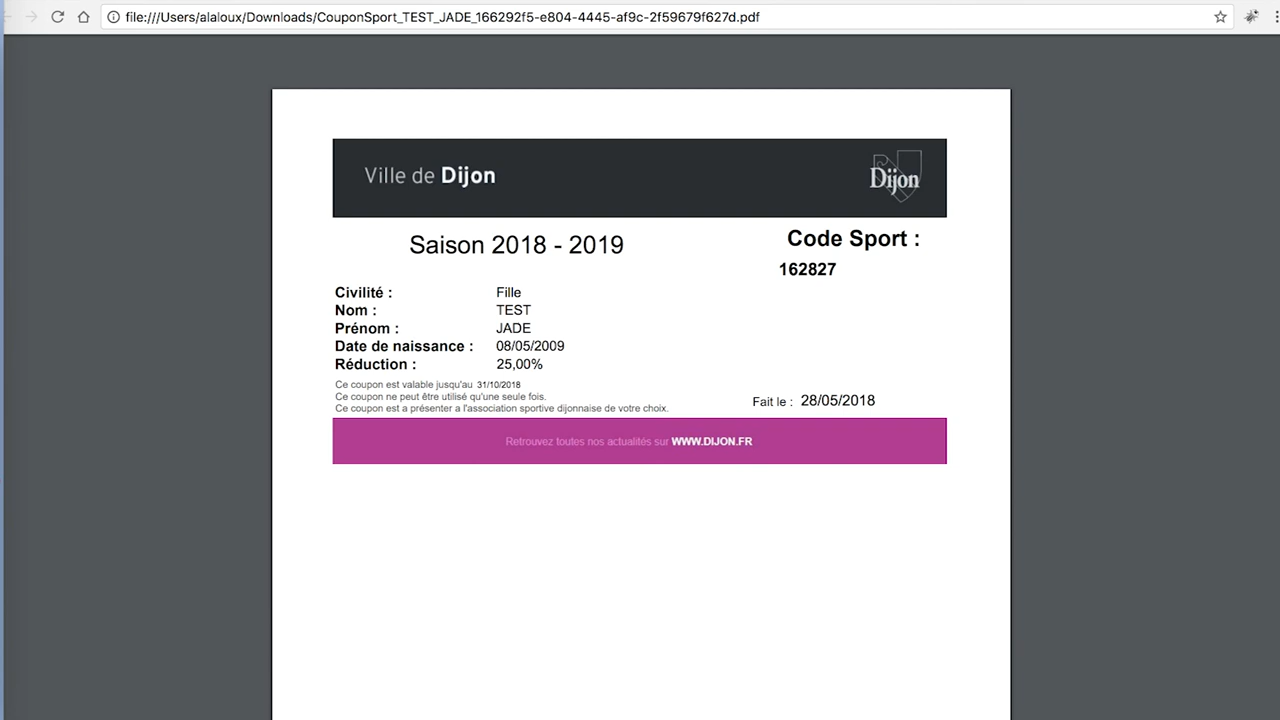 file:///Users/alaloux/Downloads/CouponSport_TEST_JADE_166292f5-e804-4445-af9c-2f59679f627d.pdf
Ville de Dijon
Dijon
Saison 2018 - 2019
Code Sport :
162827
Civilité : Fille
Nom : TEST
Prénom : JADE
Date de naissance : 08/05/2009
Réduction : 25,00%
Ce coupon est valable jusqu'au 31/10/2018
Ce coupon ne peut être utilisé qu'une seule fois.
Ce coupon est a présenter a l'association sportive dijonnaise de votre choix.
Fait le : 28/05/2018
Retrouvez toutes nos actualités sur WWW.DIJON.FR